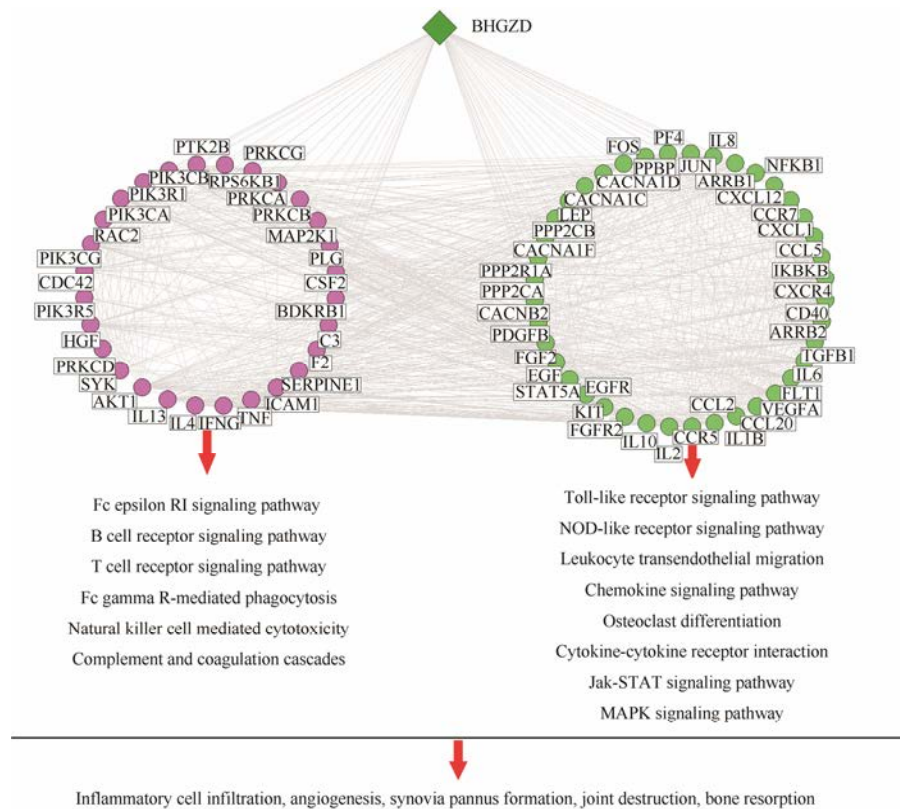 BHGZD
PTK2B
PRKCG
PIK3CB
RPS6KB1
PIK3R1
PRKCA
PIK3CA
PRKCB
RAC2
MAP2K1
PIK3CG
PLG
CDC42
CSF2
PIK3R5
BDKRB1
HGF
C3
PRKCD
F2
SYK
SERPINE1
AKT1
ICAM1
IL13
TNF
IL4
IFNG
PF4
IL8
FOS
PPBP
JUN
NFKB1
CACNA1D
ARRB1
CACNA1C
CXCL12
LEP
CCR7
PPP2CB
CXCL1
CACNA1F
CCL5
PPP2R1A
IKBKB
PPP2CA
CXCR4
CACNB2
CD40
PDGFB
ARRB2
FGF2
TGFB1
EGF
IL6
STAT5A
EGFR
FLT1
KIT
CCL2
VEGFA
FGFR2
CCL20
IL10
CCR5
IL1B
IL2
Fc epsilon RI signaling pathway
B cell receptor signaling pathway
T cell receptor signaling pathway
Fc gamma R-mediated phagocytosis
Natural killer cell mediated cytotoxicity
Complement and coagulation cascades
Toll-like receptor signaling pathway
NOD-like receptor signaling pathway
Leukocyte transendothelial migration
Chemokine signaling pathway
Osteoclast differentiation
Cytokine-cytokine receptor interaction
Jak-STAT signaling pathway
MAPK signaling pathway
Inflammatory cell infiltration, angiogenesis, synovia pannus formation, joint destruction, bone resorption